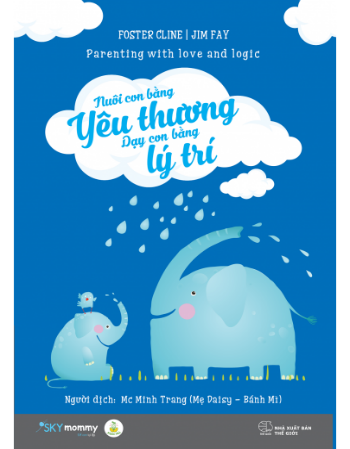 FOSTER CLINE | JIM FAY
Parenting with love and logic
Nuôi con bằng
Yêu thương
Dạy con bằng
lý trí
Người dịch: Mc Minh Trang (Mẹ Daisy – Bánh Mì)
SKY mommy
NHÀ XUẤT BẢN
THẾ GIỚI